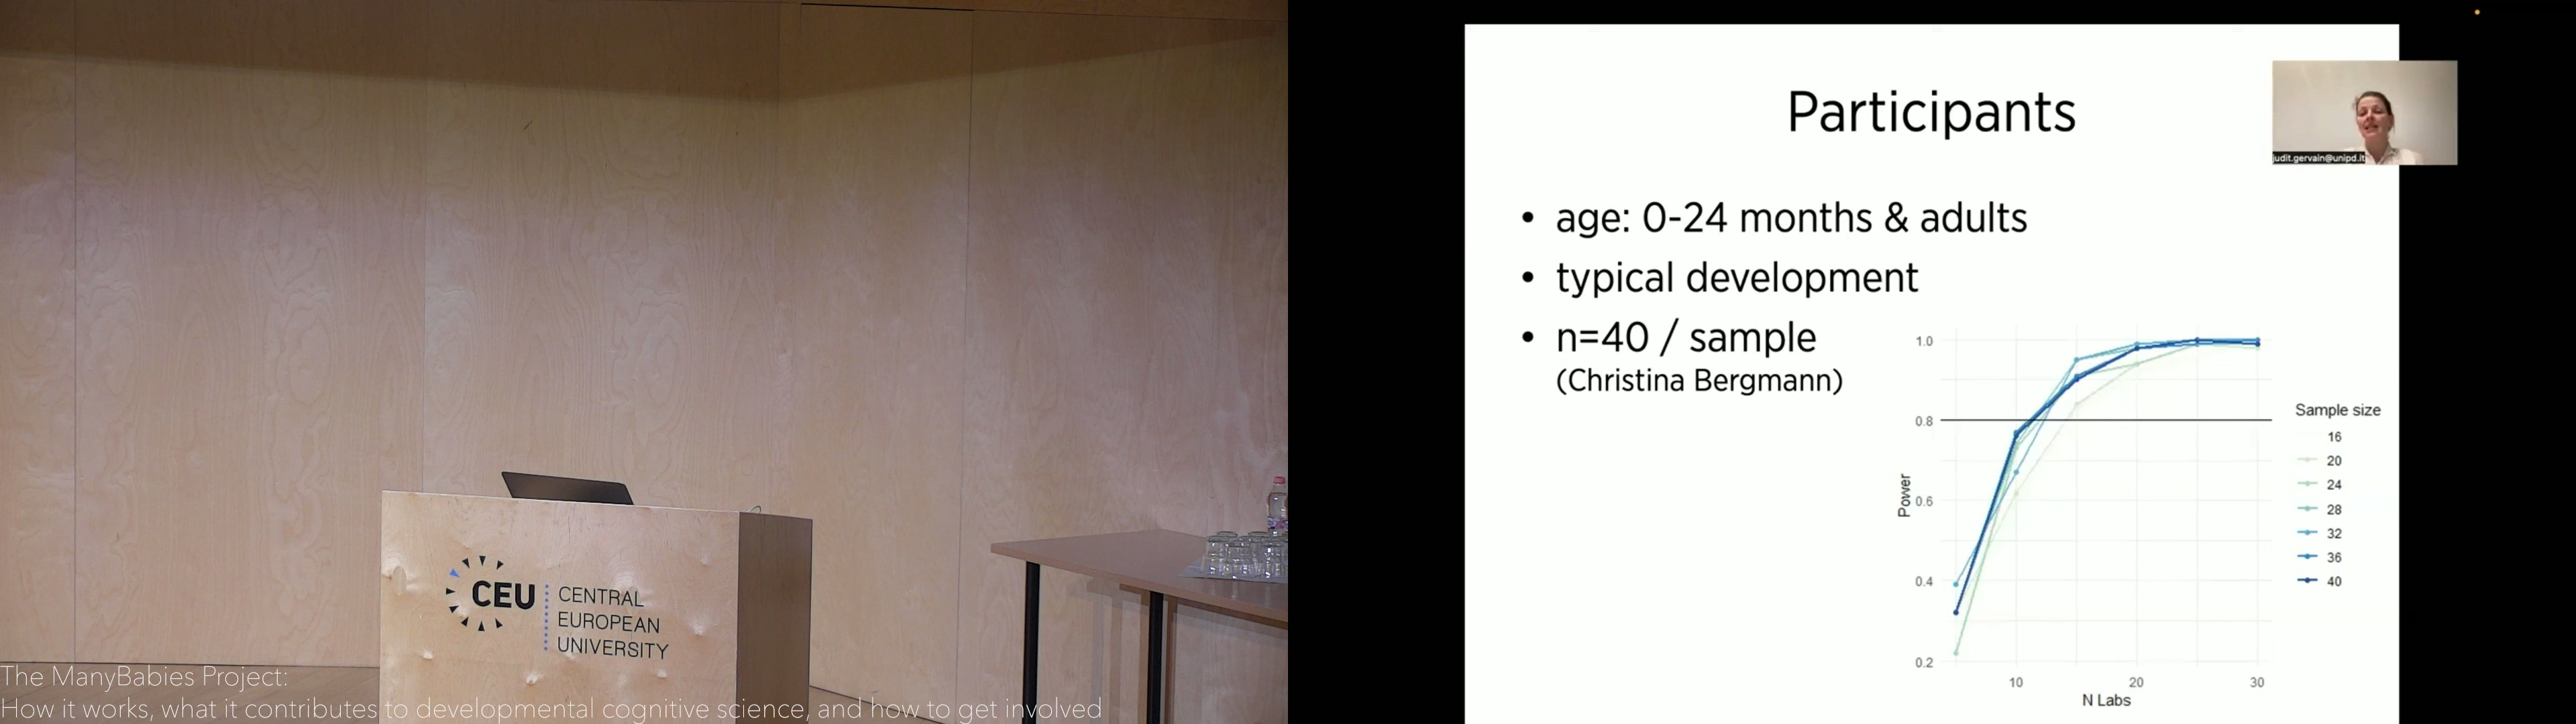 CEU
CENTRAL
EUROPEAN
UNIVERSITY
The ManyBabies Project:
How it works, what it contributes to developmental cognitive science, and how to get involved
Participants
judit.gervain@unipd.it
• age: 0-24 months & adults
• typical development
• n=40 / sample
(Christina Bergmann)
1.0
0.8
0.6
0.4
0.2
Power
10 20 30
N Labs
Sample size
16
20
24
28
32
36
40